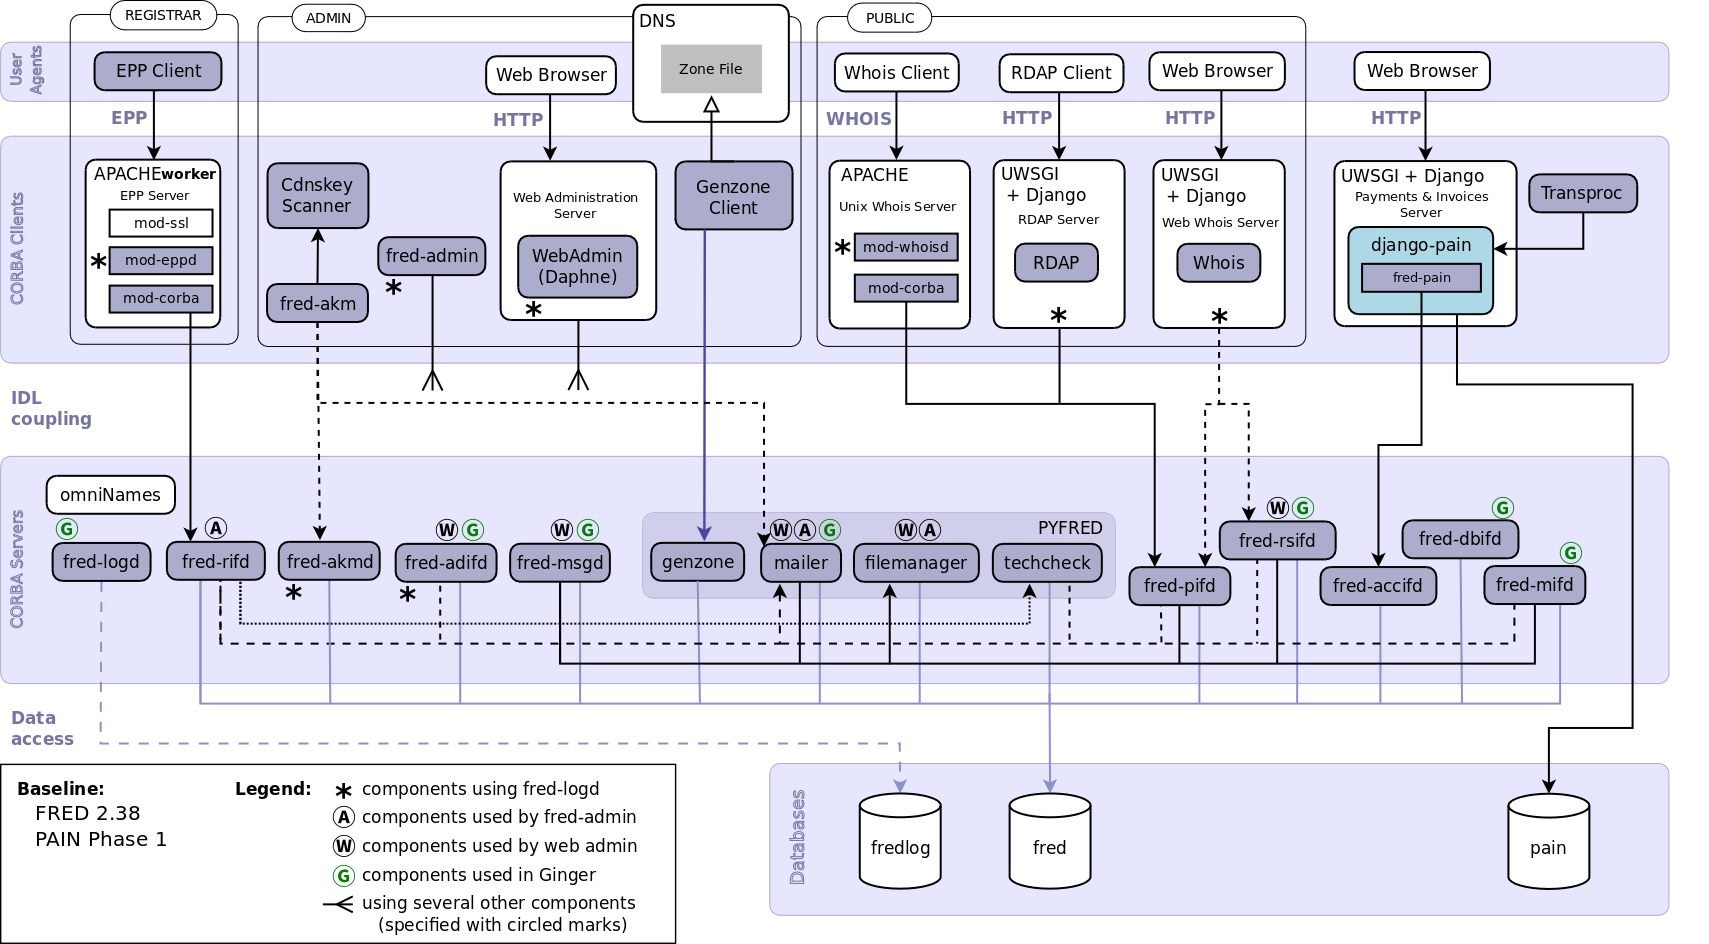 REGISTRAR
ADMIN
DNS
PUBLIC
User
Agents
EPP Client
Web Browser
Zone File
Whois Client
RDAP Client
Web Browser
Web Browser
EPP
HTTP
WHOIS
HTTP
HTTP
HTTP
CORBA Clients
APACHEworker
EPP Server
mod-ssl
* mod-eppd
mod-corba
Cdnskey
Scanner
fred-akm
fred-admin
*
Web Administration
Server
WebAdmin
(Daphne)
*
Genzone
Client
APACHE
Unix Whois Server
* mod-whoisd
mod-corba
UWSGI
+ Django
RDAP Server
RDAP
*
UWSGI
+ Django
Web Whois Server
Whois
*
UWSGI + Django
Payments & Invoices
Server
django-pain
fred-pain
Transproc
IDL
coupling
CORBA Servers
omniNames
G
fred-logd
A
fred-rifd
fred-akmd
*
W G
fred-adifd
*
W G
fred-msgd
PYFRED
genzone
W A G
mailer
W A
filemanager
techcheck
fred-pifd
W G
fred-rsifd
fred-accifd
G
fred-dbifd
G
fred-mifd
Data
access
Databases
fredlog
fred
pain
Baseline:
FRED 2.38
PAIN Phase 1
Legend:
* components using fred-logd
A components used by fred-admin
W components used by web admin
G components used in Ginger
using several other components
(specified with circled marks)